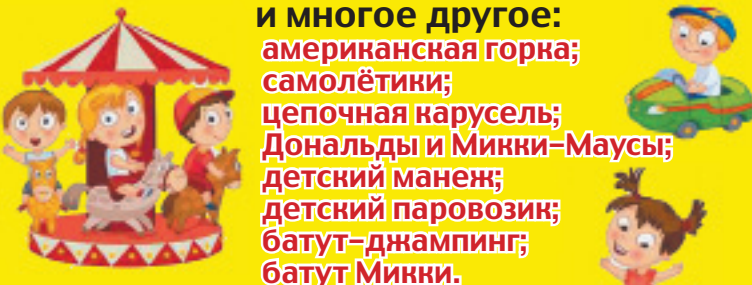 и многое другое:
американская горка;
самолётики;
цепочная карусель;
Дональды и Микки-Маусы;
детский манеж;
детский паровозик;
батут-джампинг;
батут Микки.